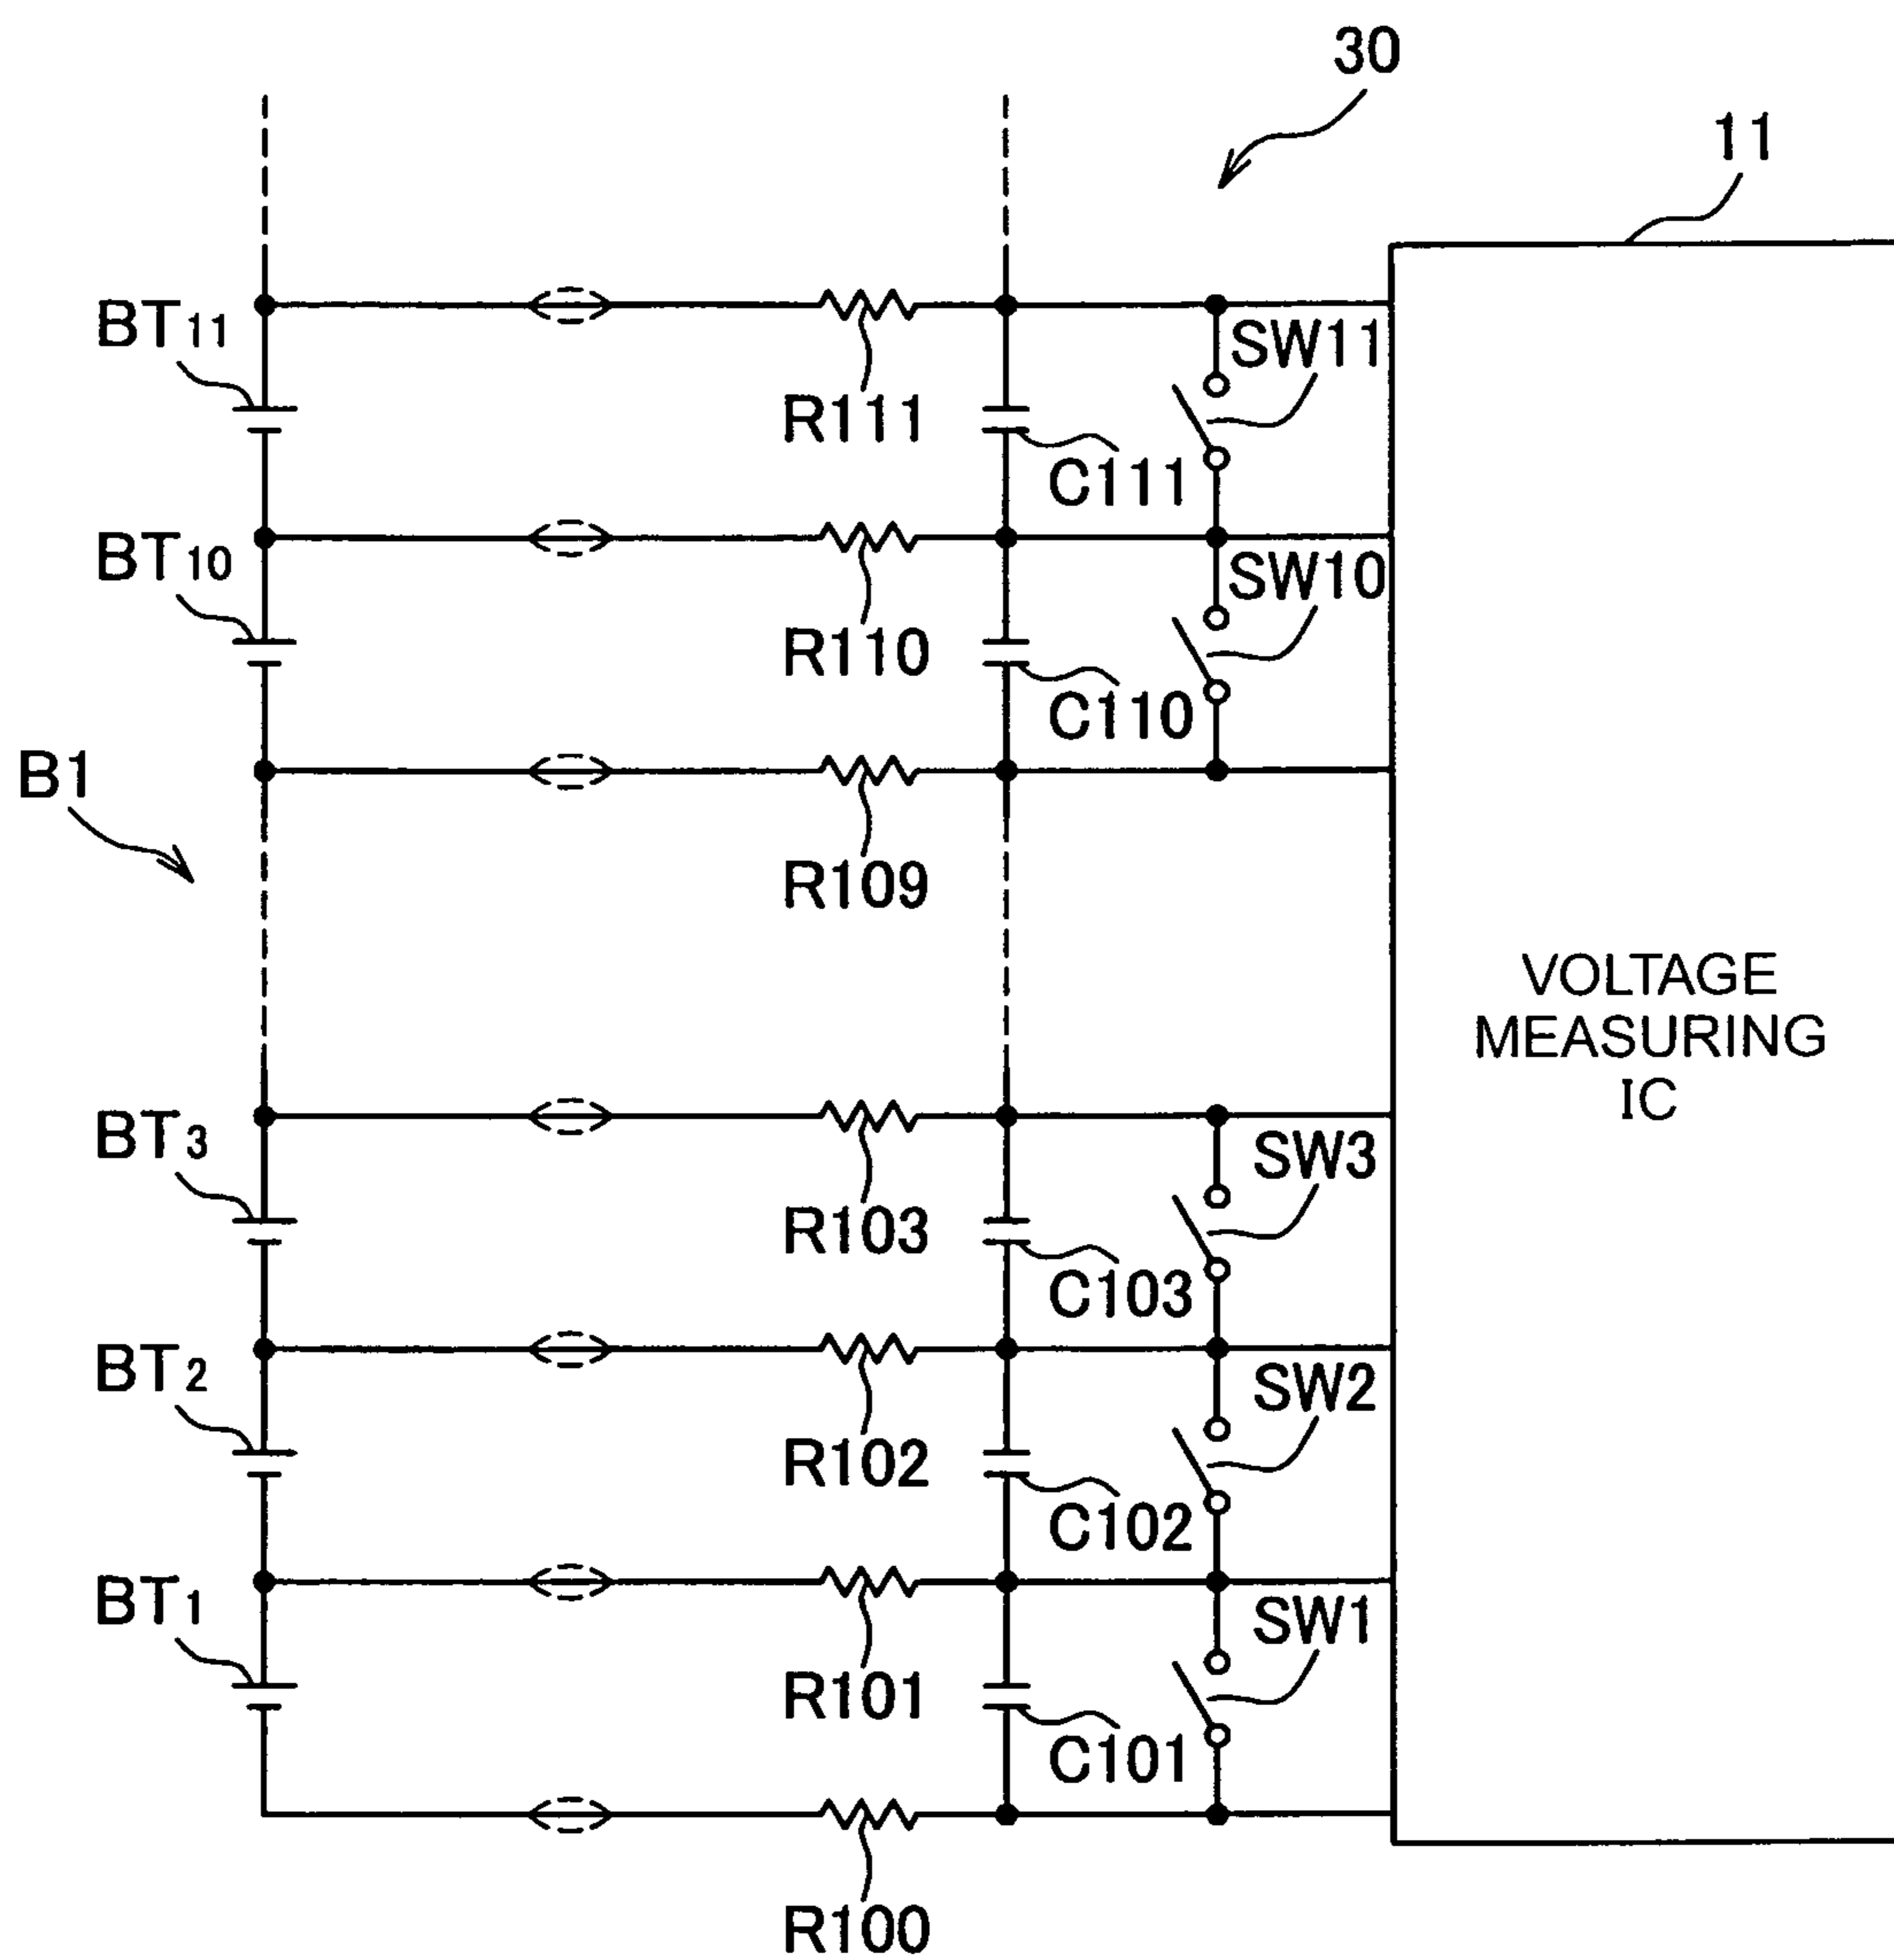 30
11
BT11
SW11
R111
C111
BT10
SW10
R110
C110
B1
R109
VOLTAGE
MEASURING
IC
BT3
SW3
R103
C103
BT2
SW2
R102
C102
BT1
SW1
R101
C101
R100